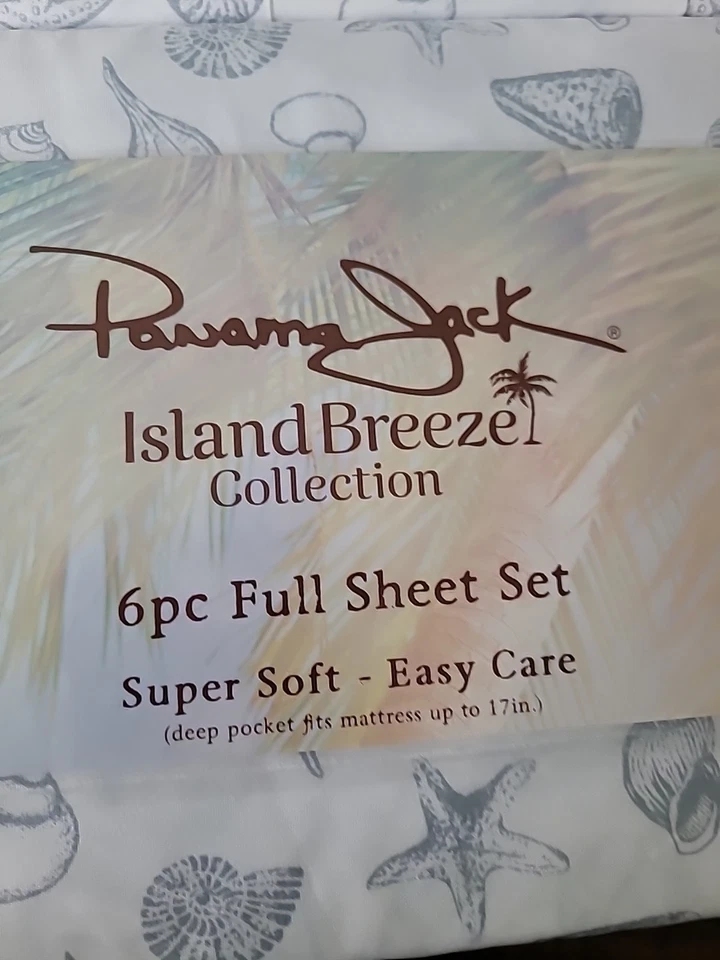 Panama Jack®
Island Breeze
Collection
6pc Full Sheet Set
Super Soft - Easy Care
(deep pocket fits mattress up to 17in.)